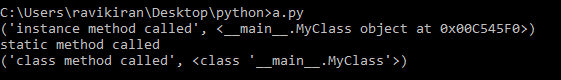 C:\Users\ravikiran\Desktop\python>a.py
('instance method called', <__main__.MyClass object at 0x00C545F0>)
static method called
('class method called', <class '__main__.MyClass'>)